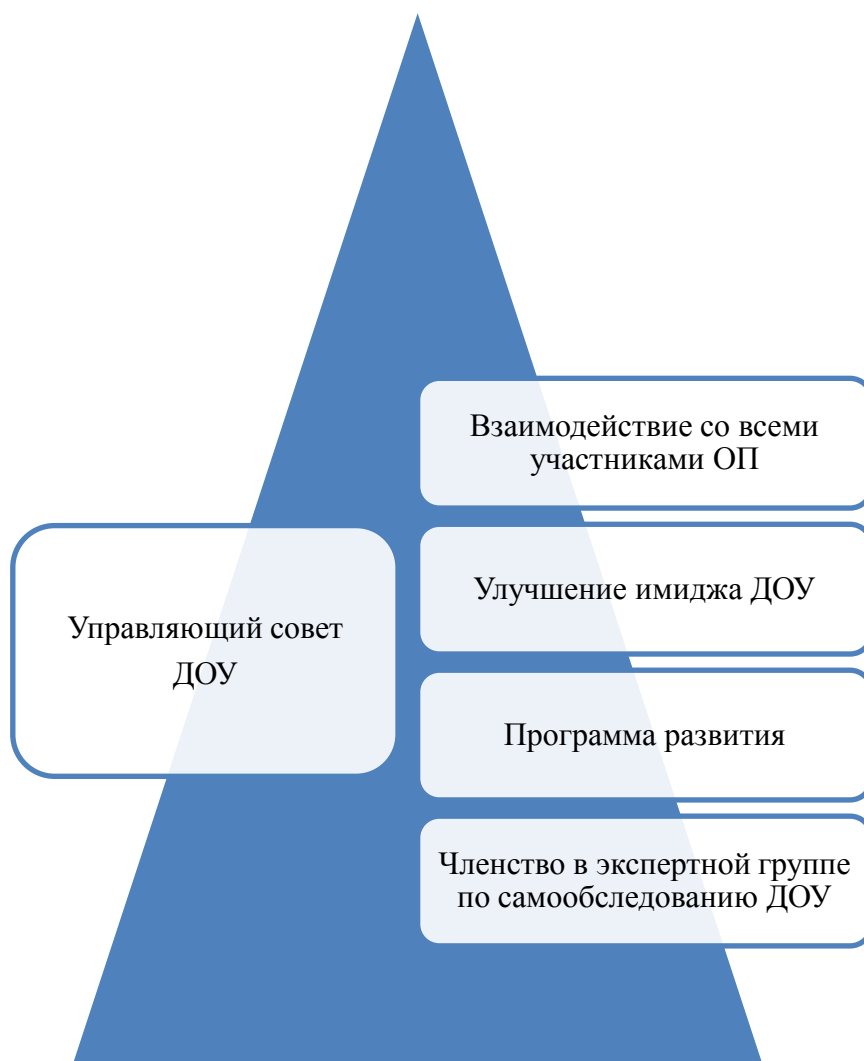 Взаимодействие со всеми
участниками ОП
Управляющий совет
ДОУ
Улучшение имиджа ДОУ
Программа развития
Членство в экспертной группе
по самообследованию ДОУ